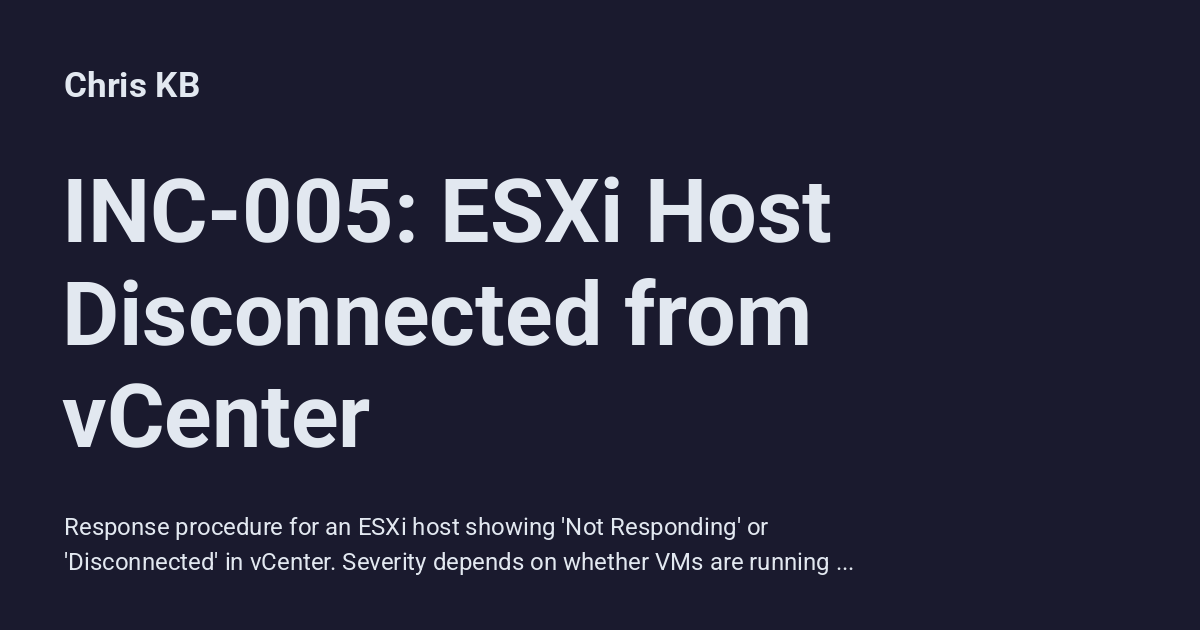 Chris KB
INC-005: ESXi Host
Disconnected from
vCenter
Response procedure for an ESXi host showing 'Not Responding' or
'Disconnected' in vCenter. Severity depends on whether VMs are running ...